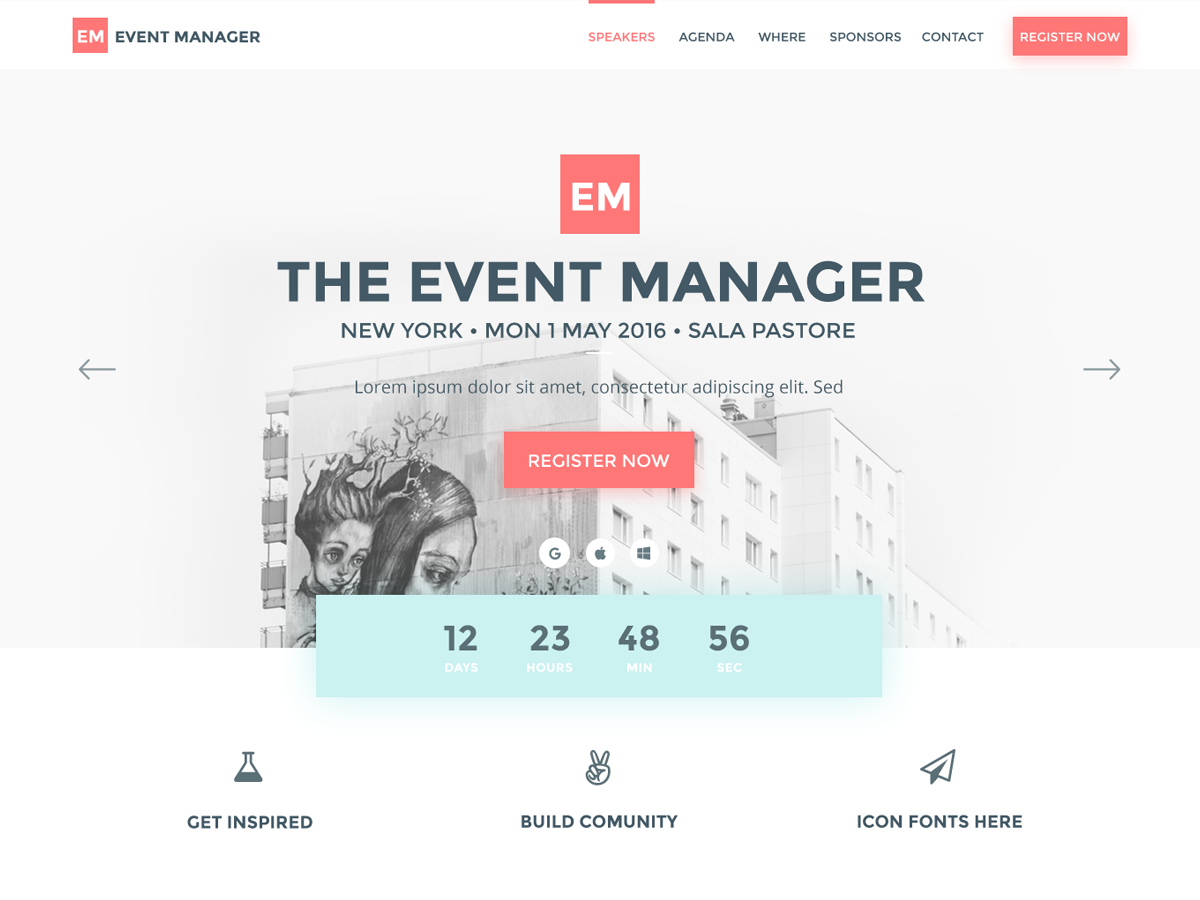 EM EVENT MANAGER
SPEAKERS AGENDA WHERE SPONSORS CONTACT REGISTER NOW
EM
THE EVENT MANAGER
NEW YORK • MON 1 MAY 2016 • SALA PASTORE
Lorem ipsum dolor sit amet, consectetur adipiscing elit. Sed
REGISTER NOW
G
12 23 48 56
DAYS HOURS MIN SEC
GET INSPIRED BUILD COMUNITY ICON FONTS HERE